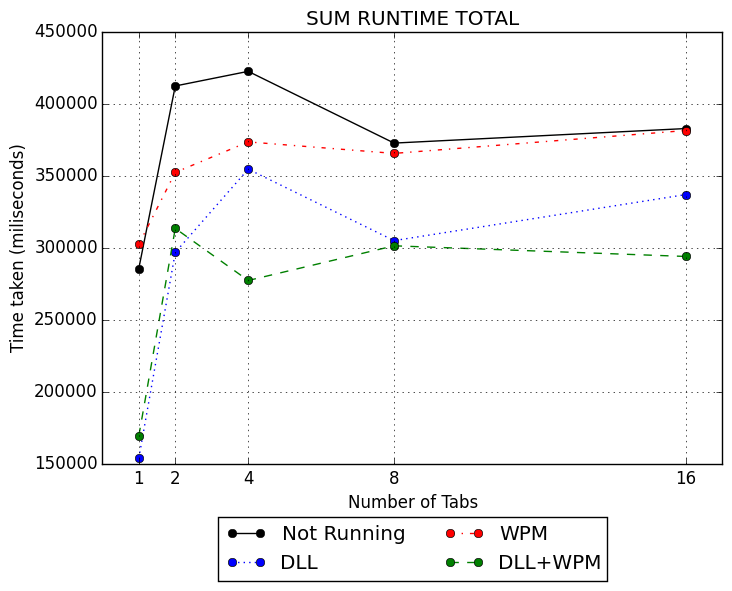 SUM RUNTIME TOTAL
450000
400000
350000
300000
250000
200000
150000
Time taken (miliseconds)
1 2 4 8 16
Number of Tabs
Not Running WPM
DLL DLL+WPM